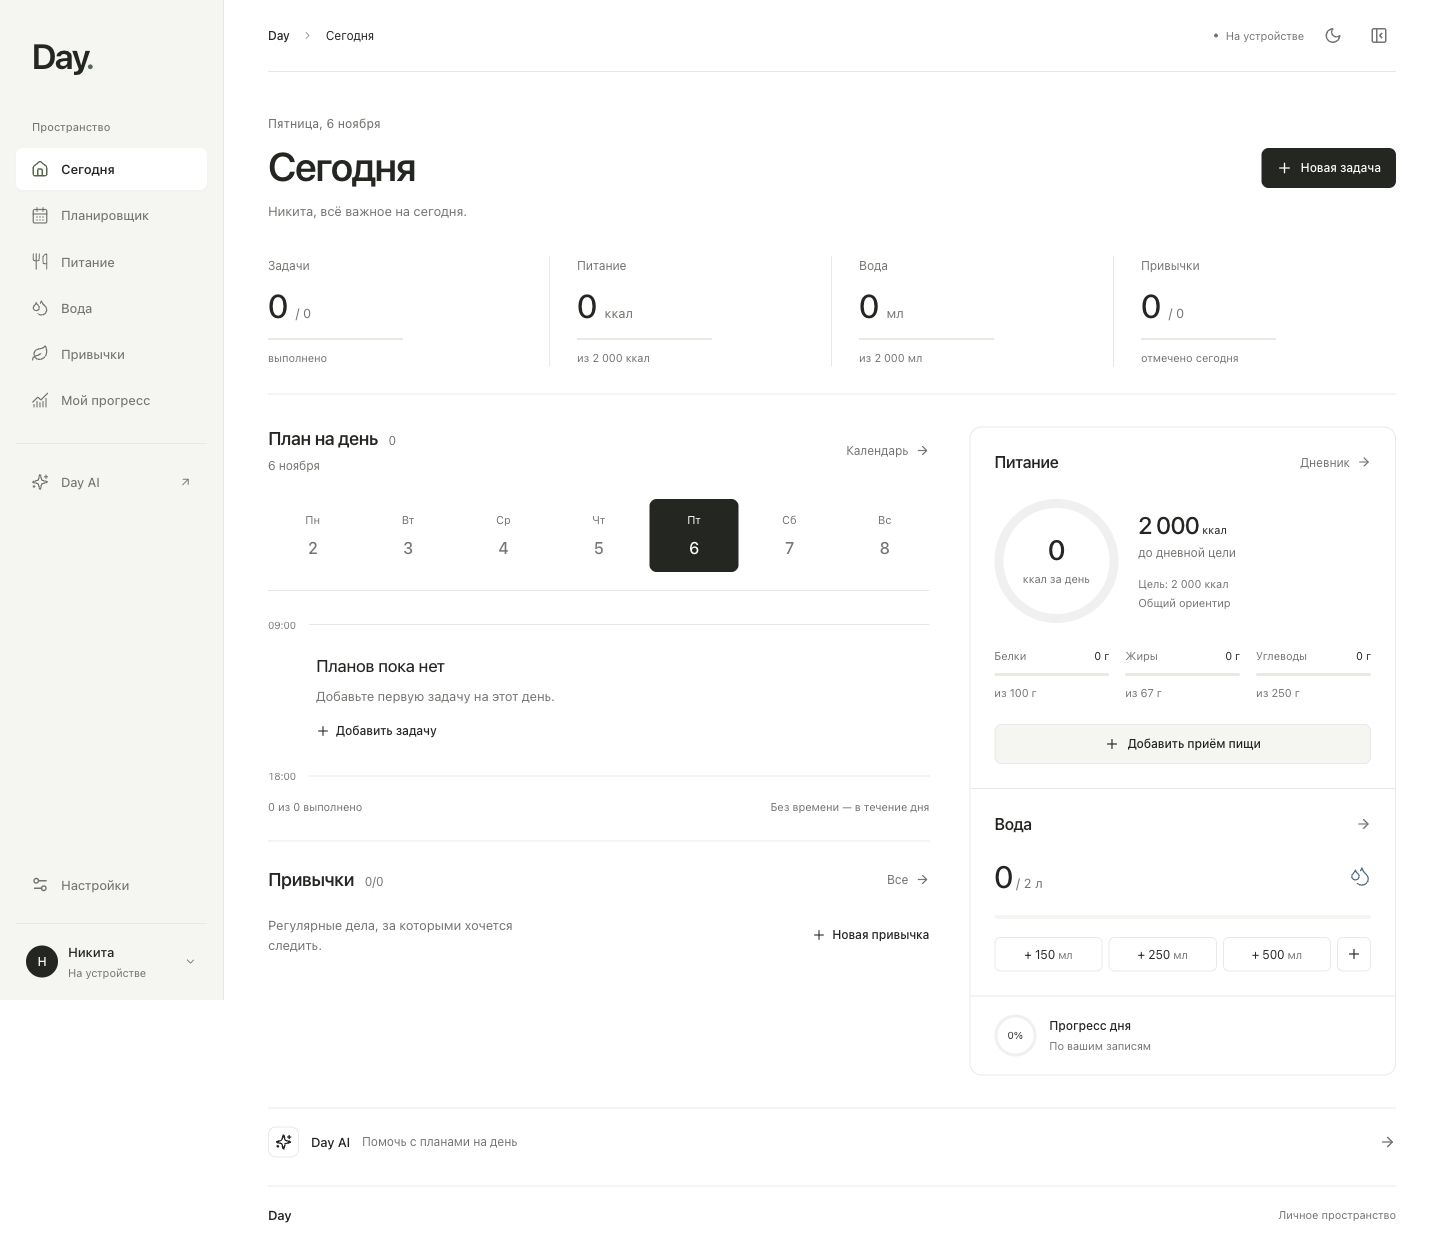 Day.
Пространство
Сегодня
Планировщик
Питание
Вода
Привычки
Мой прогресс
Day AI
Настройки
Н
Никита
На устройстве
Day
Сегодня
На устройстве
Пятница, 6 ноября
Сегодня
Новая задача
Никита, всё важное на сегодня.
Задачи
0 / 0
выполнено
Питание
0 ккал
из 2 000 ккал
Вода
0 мл
из 2 000 мл
Привычки
0 / 0
отмечено сегодня
План на день 0
6 ноября
Календарь
Пн Вт Ср Чт Пт Сб Вс
2 3 4 5 6 7 8
09:00
Планов пока нет
Добавьте первую задачу на этот день.
Добавить задачу
18:00
0 из 0 выполнено
Без времени — в течение дня
Привычки 0/0
Все
Регулярные дела, за которыми хочется
следить.
Новая привычка
Питание
Дневник
0
ккал за день
2 000 ккал
до дневной цели
Цель: 2 000 ккал
Общий ориентир
Белки 0 г
из 100 г
Жиры 0 г
из 67 г
Углеводы 0 г
из 250 г
Добавить приём пищи
Вода
0 / 2 л
+ 150 мл
+ 250 мл
+ 500 мл
0%
Прогресс дня
По вашим записям
Day AI Помочь с планами на день
Day
Личное пространство